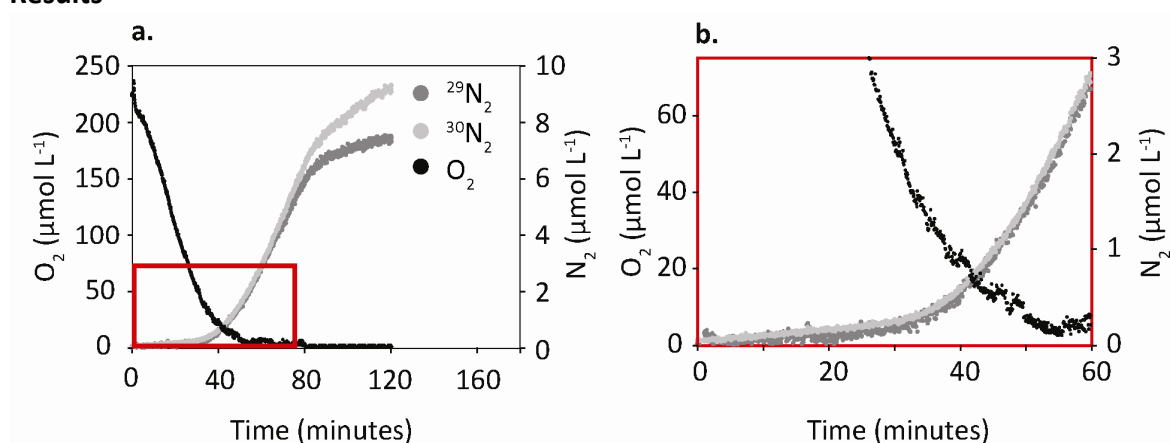 Results
a.
250
200
150
100
50
0
O₂ (µmol L⁻¹)
10
8
6
4
2
0
N₂ (µmol L⁻¹)
²⁹N₂
³⁰N₂
O₂
0 40 80 120 160
Time (minutes)
b.
60
40
20
0
O₂ (µmol L⁻¹)
3
2
1
0
N₂ (µmol L⁻¹)
0 20 40 60
Time (minutes)